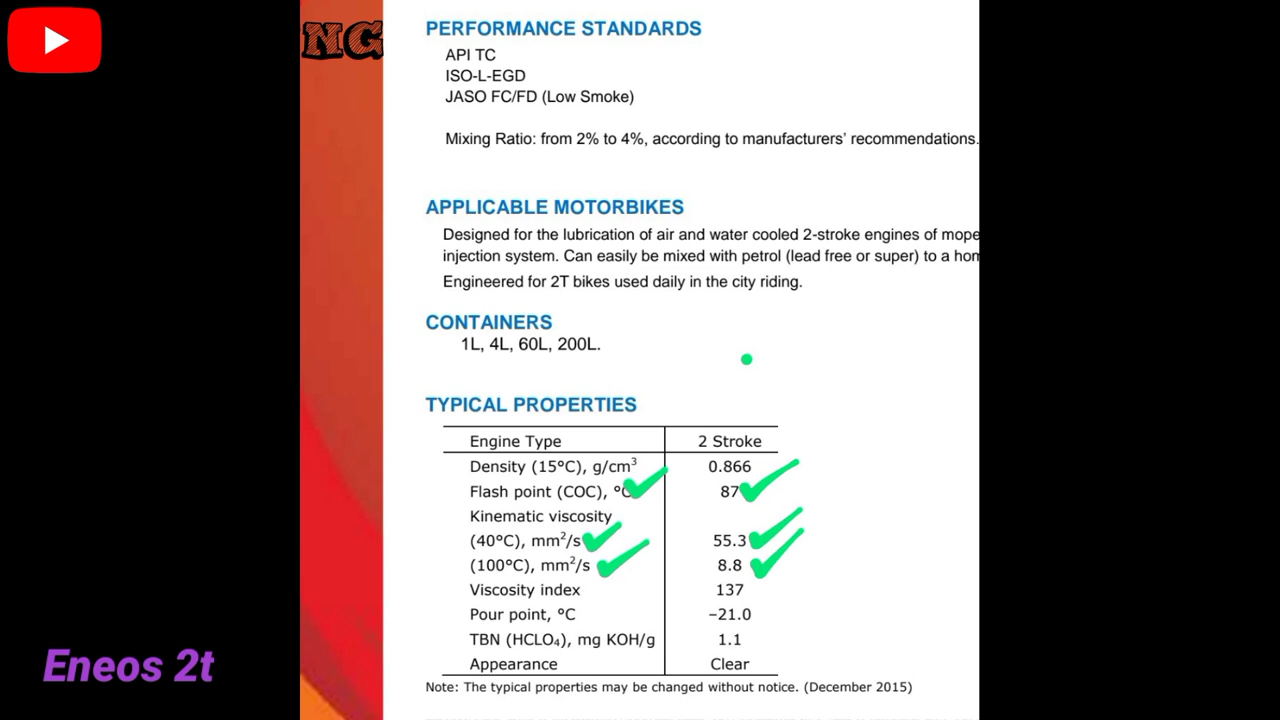 NG
PERFORMANCE STANDARDS
API TC
ISO-L-EGD
JASO FC/FD (Low Smoke)
Mixing Ratio: from 2% to 4%, according to manufacturers’ recommendations.
APPLICABLE MOTORBIKES
Designed for the lubrication of air and water cooled 2-stroke engines of mope
injection system. Can easily be mixed with petrol (lead free or super) to a hom
Engineered for 2T bikes used daily in the city riding.
CONTAINERS
1L, 4L, 60L, 200L.
TYPICAL PROPERTIES
Engine Type 2 Stroke
Density (15°C), g/cm³ 0.866
Flash point (COC), °C 87
Kinematic viscosity
(40°C), mm²/s 55.3
(100°C), mm²/s 8.8
Viscosity index 137
Pour point, °C –21.0
TBN (HCLO₄), mg KOH/g 1.1
Appearance Clear
Note: The typical properties may be changed without notice. (December 2015)
Eneos 2t